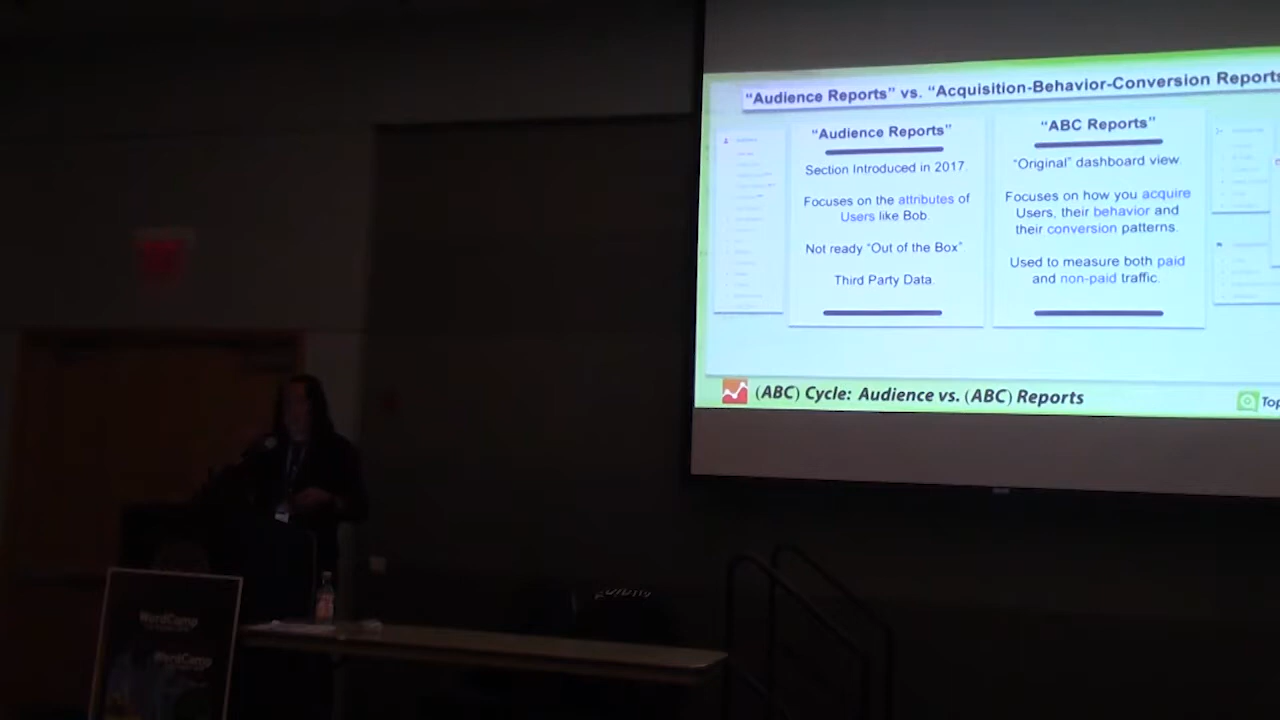 “Audience Reports” vs. “Acquisition-Behavior-Conversion Reports
“Audience Reports”
Section Introduced in 2017.
Focuses on the attributes of
Users like Bob.
Not ready “Out of the Box”
Third Party Data.
“ABC Reports”
“Original” dashboard view.
Focuses on how you acquire
Users, their behavior and
their conversion patterns.
Used to measure both paid
and non-paid traffic.
(ABC) Cycle: Audience vs. (ABC) Reports
Top
WordCamp
WordCamp